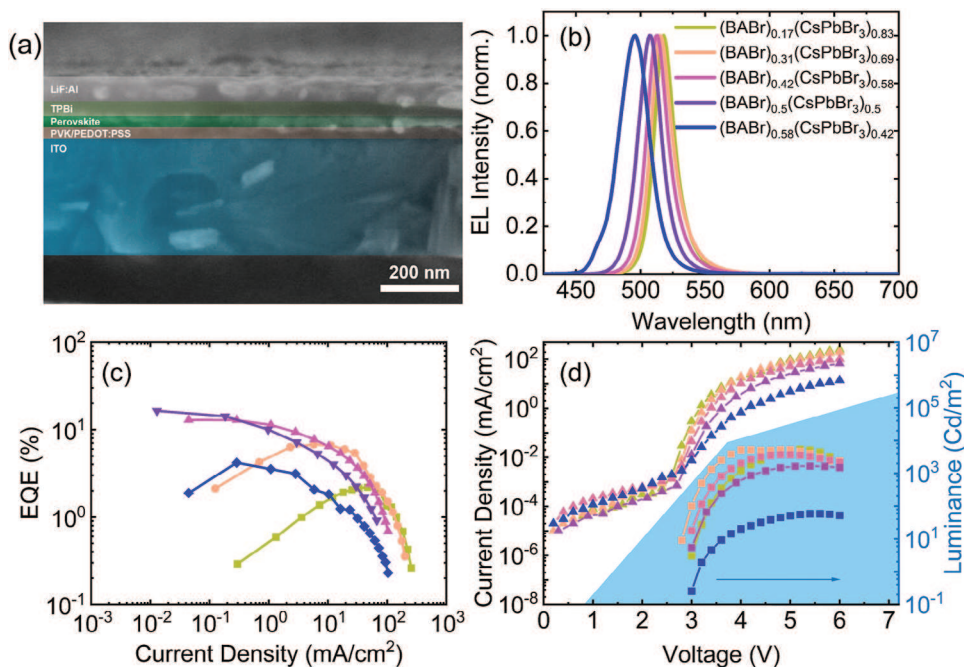 (a)
LiF:Al
TPBi
Perovskite
PVK/PEDOT:PSS
ITO
200 nm
(b)
EL Intensity (norm.)
1.0
0.8
0.6
0.4
0.2
0.0
(BABr)0.17(CsPbBr3)0.83
(BABr)0.31(CsPbBr3)0.69
(BABr)0.42(CsPbBr3)0.58
(BABr)0.5(CsPbBr3)0.5
(BABr)0.58(CsPbBr3)0.42
450 500 550 600 650 700
Wavelength (nm)
(c)
EQE (%)
10^2
10^1
10^0
10^-1
10^-3 10^-2 10^-1 10^0 10^1 10^2 10^3
Current Density (mA/cm^2)
(d)
Current Density (mA/cm^2)
10^2
10^0
10^-2
10^-4
10^-6
10^-8
0 1 2 3 4 5 6 7
Voltage (V)
10^7
10^5
10^3
10^1
10^-1
Luminance (Cd/m^2)